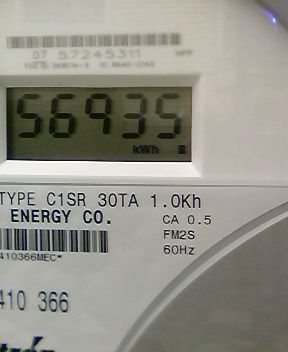 07 57245311
56935
kWh
TYPE C1SR 30TA 1.0Kh
ENERGY CO. CA 0.5
FM2S
410366MEC* 60Hz
410 366